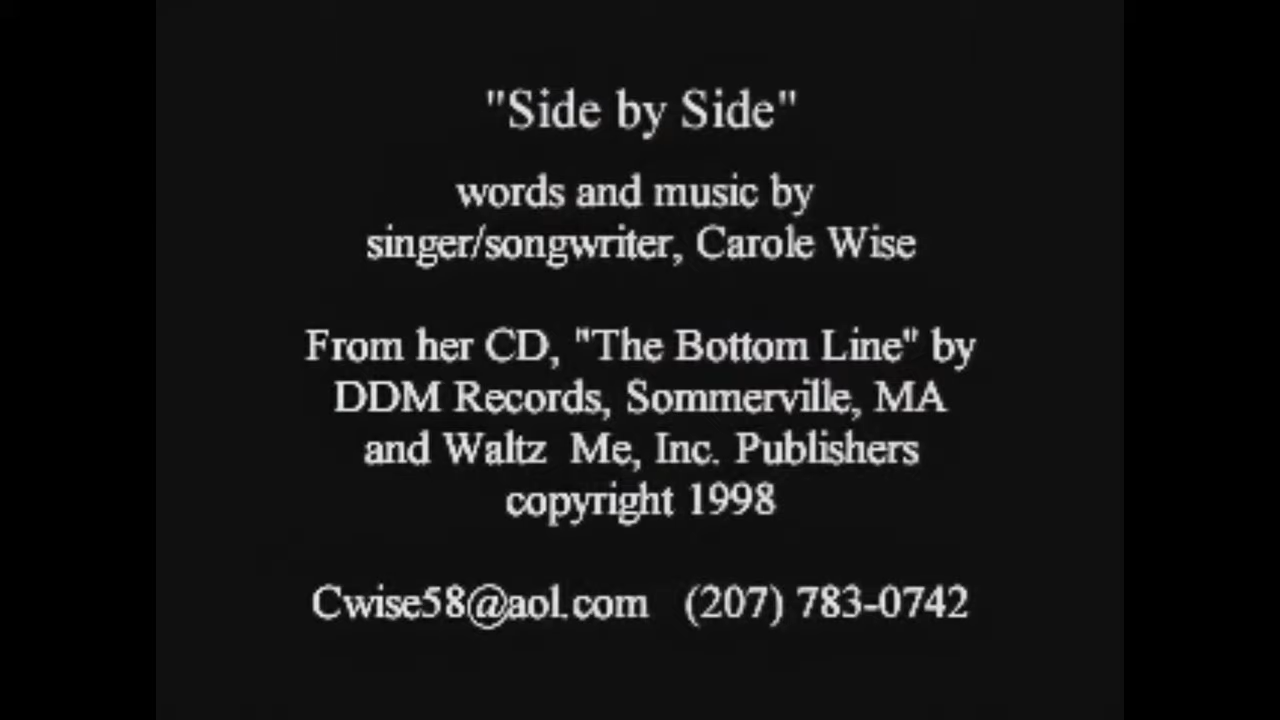 "Side by Side"
words and music by
singer/songwriter, Carole Wise
From her CD, "The Bottom Line" by
DDM Records, Sommerville, MA
and Waltz  Me, Inc. Publishers
copyright 1998
Cwise58@aol.com   (207) 783-0742